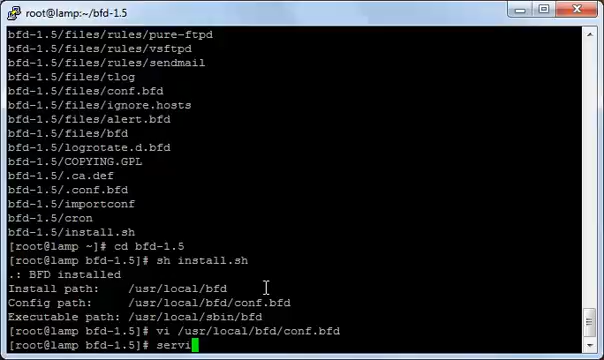 root@lamp:~/bfd-1.5
bfd-1.5/files/rules/pure-ftpd
bfd-1.5/files/rules/vsftpd
bfd-1.5/files/rules/sendmail
bfd-1.5/files/tlog
bfd-1.5/files/conf.bfd
bfd-1.5/files/ignore.hosts
bfd-1.5/files/alert.bfd
bfd-1.5/files/bfd
bfd-1.5/logrotate.d.bfd
bfd-1.5/COPYING.GPL
bfd-1.5/.ca.def
bfd-1.5/.conf.bfd
bfd-1.5/importconf
bfd-1.5/cron
bfd-1.5/install.sh
[root@lamp ~]# cd bfd-1.5
[root@lamp bfd-1.5]# sh install.sh
.: BFD installed
Install path:    /usr/local/bfd
Config path:     /usr/local/bfd/conf.bfd
Executable path: /usr/local/sbin/bfd
[root@lamp bfd-1.5]# vi /usr/local/bfd/conf.bfd
[root@lamp bfd-1.5]# servi